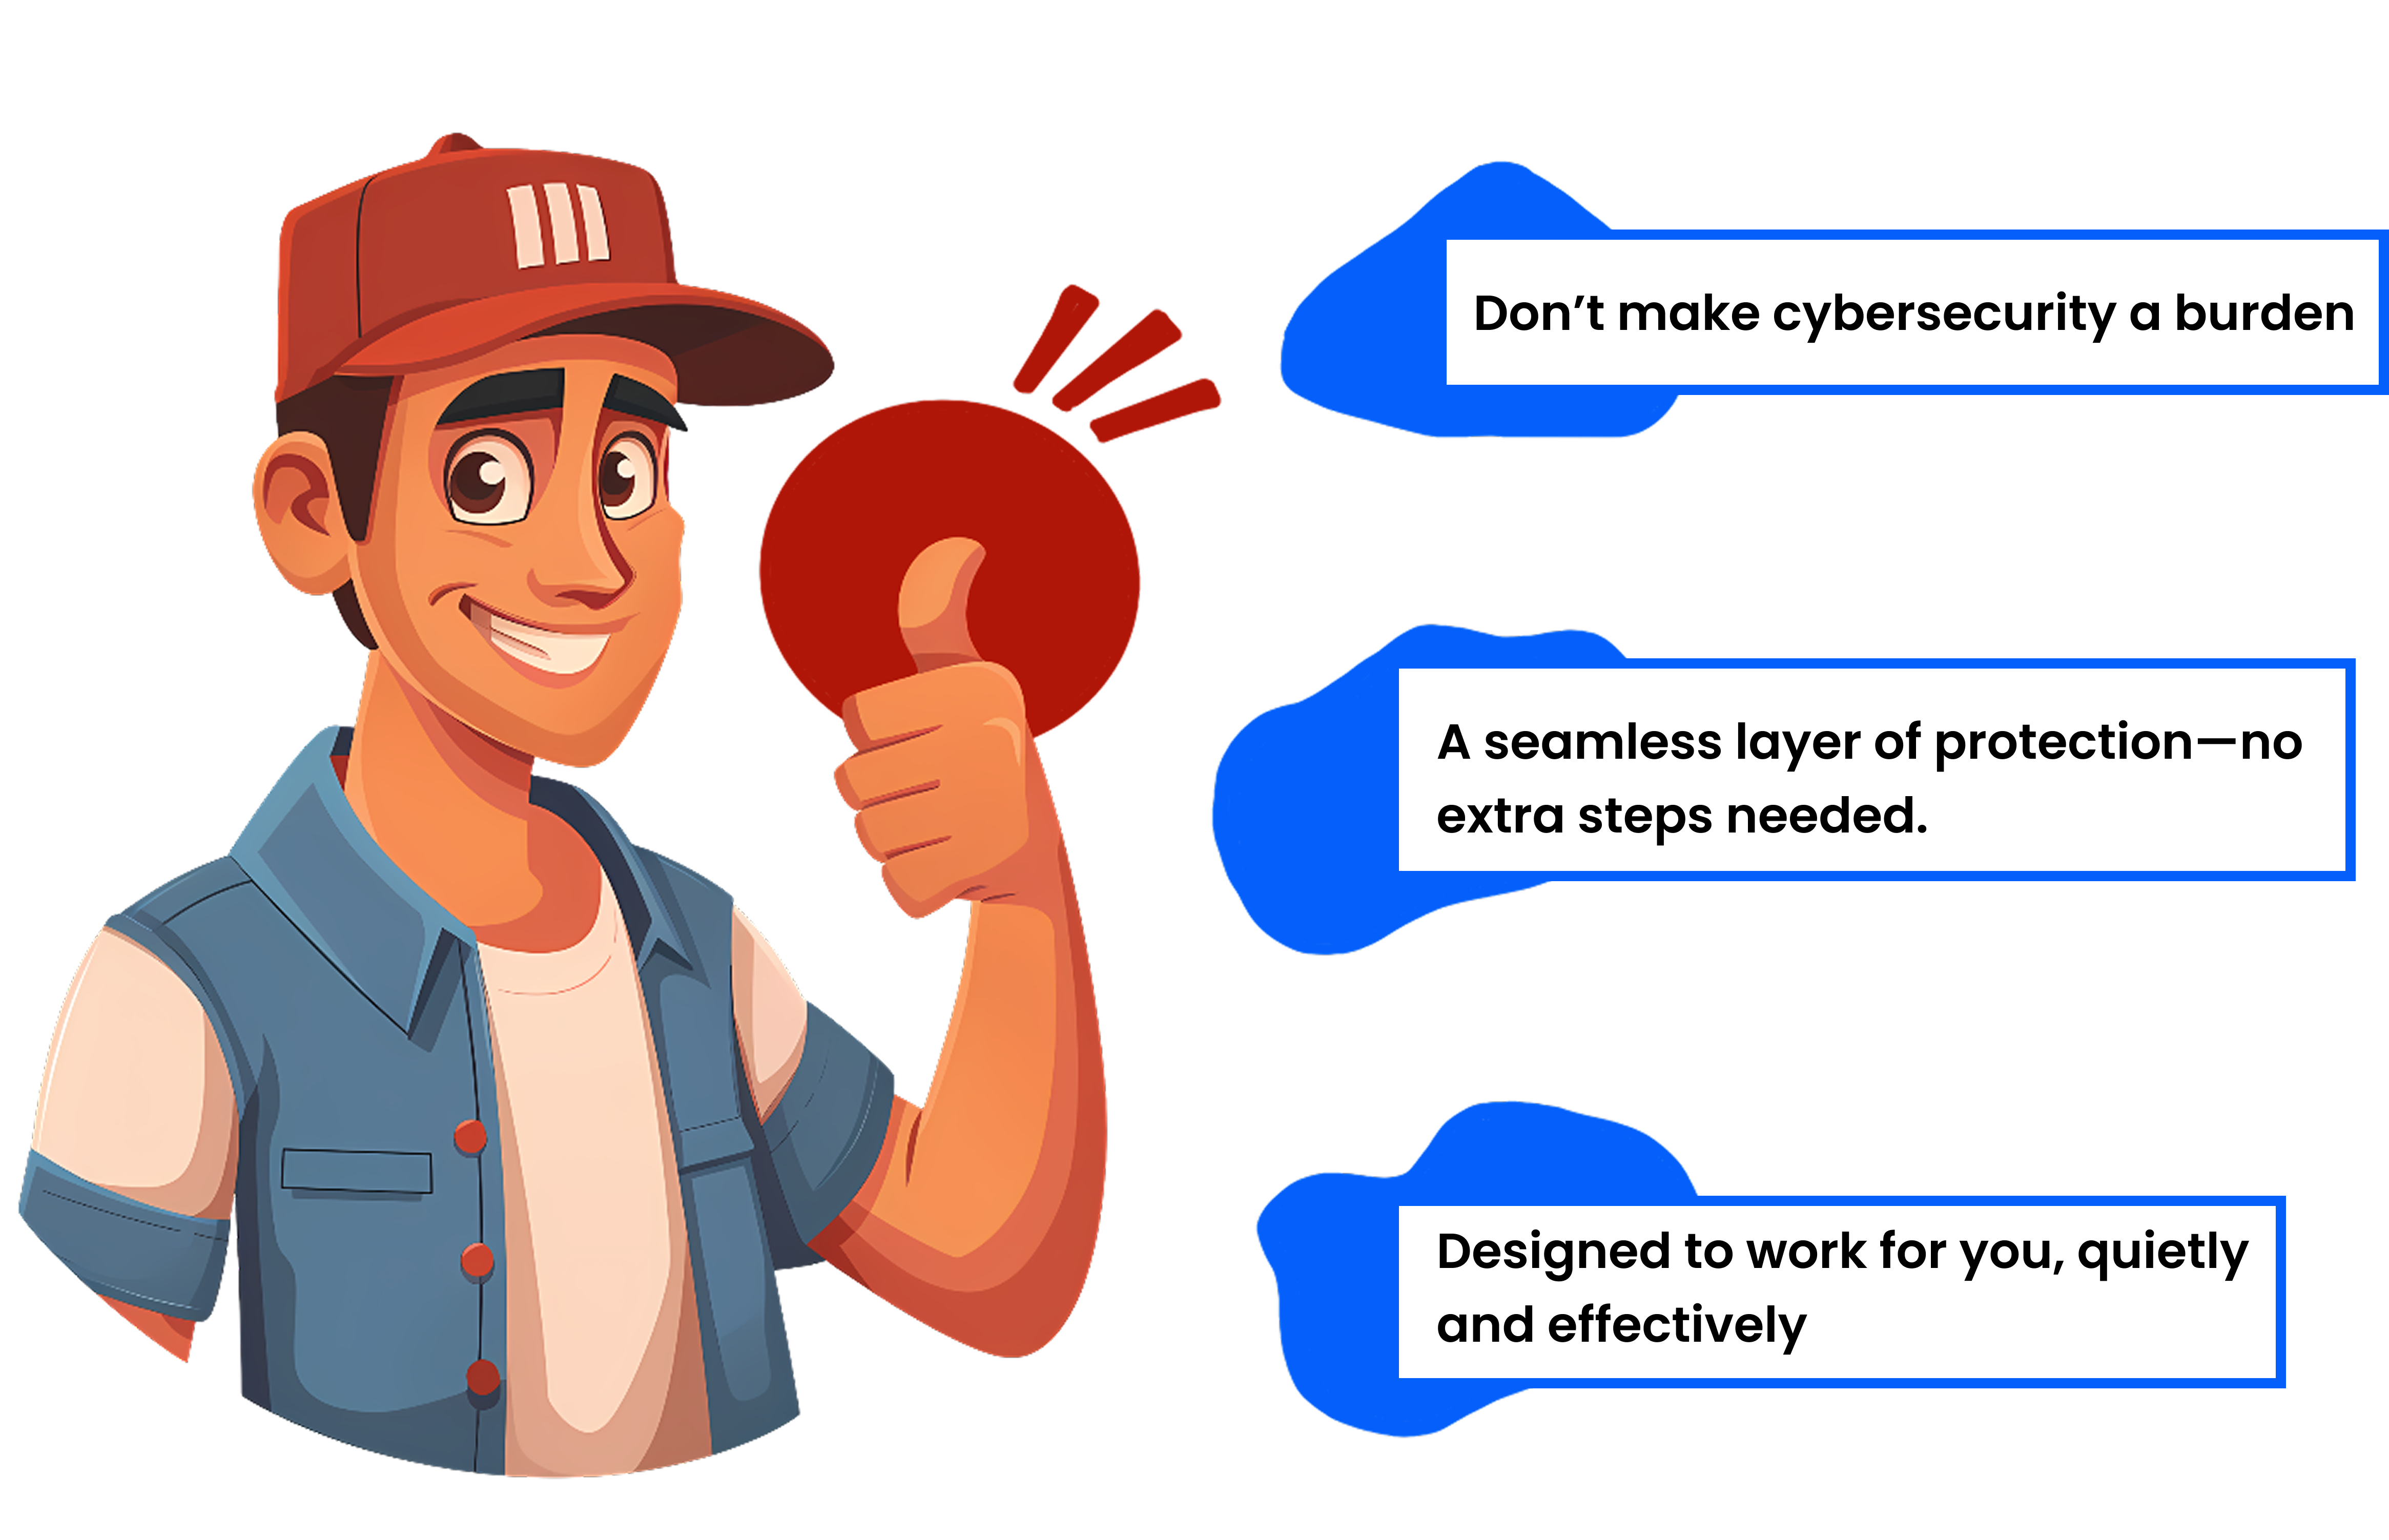 Don’t make cybersecurity a burden
A seamless layer of protection—no
extra steps needed.
Designed to work for you, quietly
and effectively